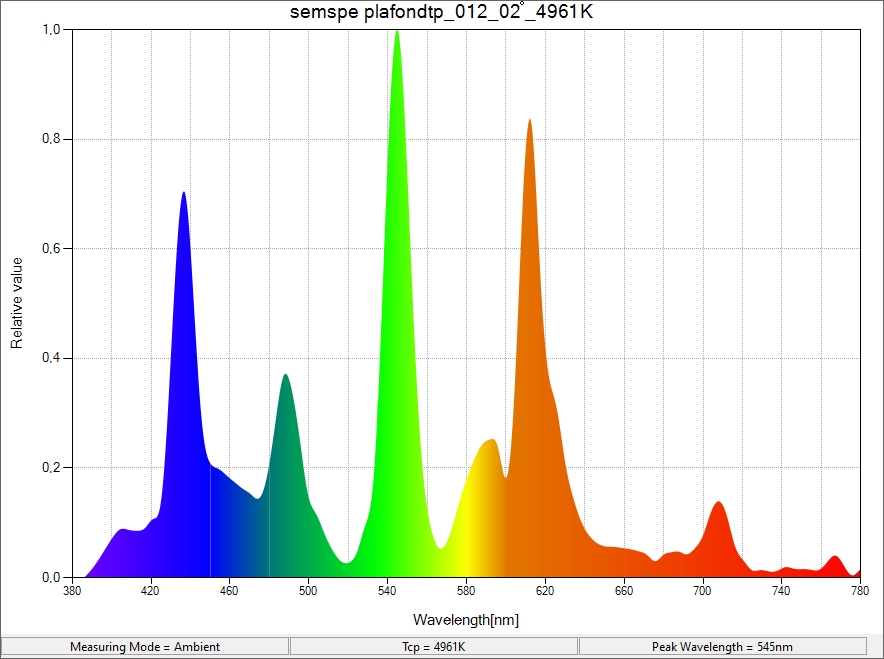 semspe plafondtp_012_02°_4961K
1,0
0,8
0,6
0,4
0,2
0,0
Relative value
380 420 460 500 540 580 620 660 700 740 780
Wavelength[nm]
Measuring Mode = Ambient Tcp = 4961K Peak Wavelength = 545nm